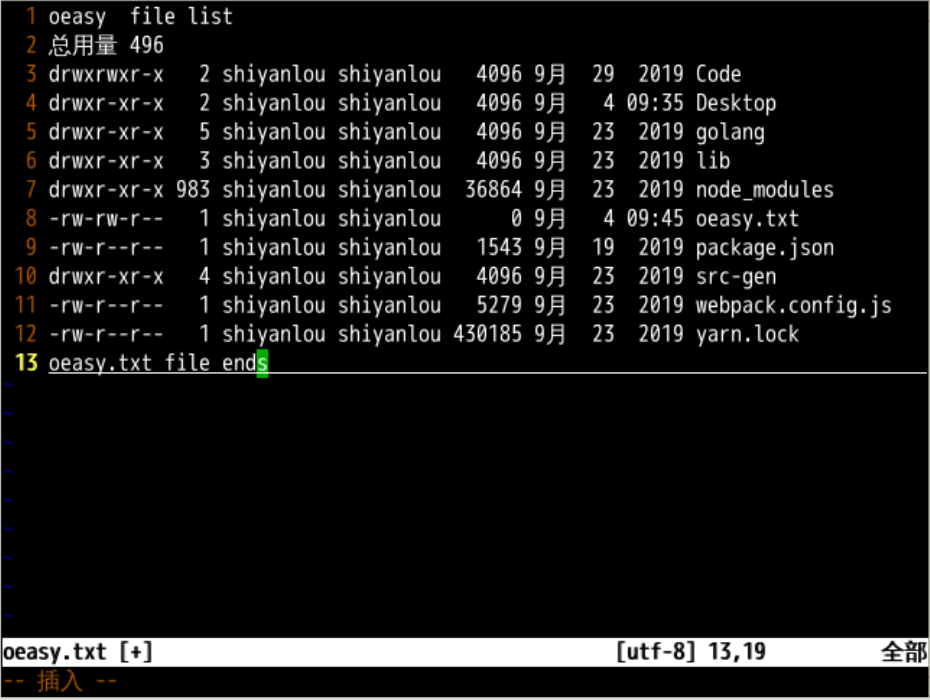 1 oeasy  file list
2 总用量 496
3 drwxrwxr-x   2 shiyanlou shiyanlou   4096 9月  29  2019 Code
4 drwxr-xr-x   2 shiyanlou shiyanlou   4096 9月   4 09:35 Desktop
5 drwxr-xr-x   5 shiyanlou shiyanlou   4096 9月  23  2019 golang
6 drwxr-xr-x   3 shiyanlou shiyanlou   4096 9月  23  2019 lib
7 drwxr-xr-x 983 shiyanlou shiyanlou  36864 9月  23  2019 node_modules
8 -rw-rw-r--   1 shiyanlou shiyanlou      0 9月   4 09:45 oeasy.txt
9 -rw-r--r--   1 shiyanlou shiyanlou   1543 9月  19  2019 package.json
10 drwxr-xr-x   4 shiyanlou shiyanlou   4096 9月  23  2019 src-gen
11 -rw-r--r--   1 shiyanlou shiyanlou   5279 9月  23  2019 webpack.config.js
12 -rw-r--r--   1 shiyanlou shiyanlou 430185 9月  23  2019 yarn.lock
13 oeasy.txt file ends
~
~
~
~
~
~
~
~
~
oeasy.txt [+] [utf-8] 13,19 全部
-- 插入 --